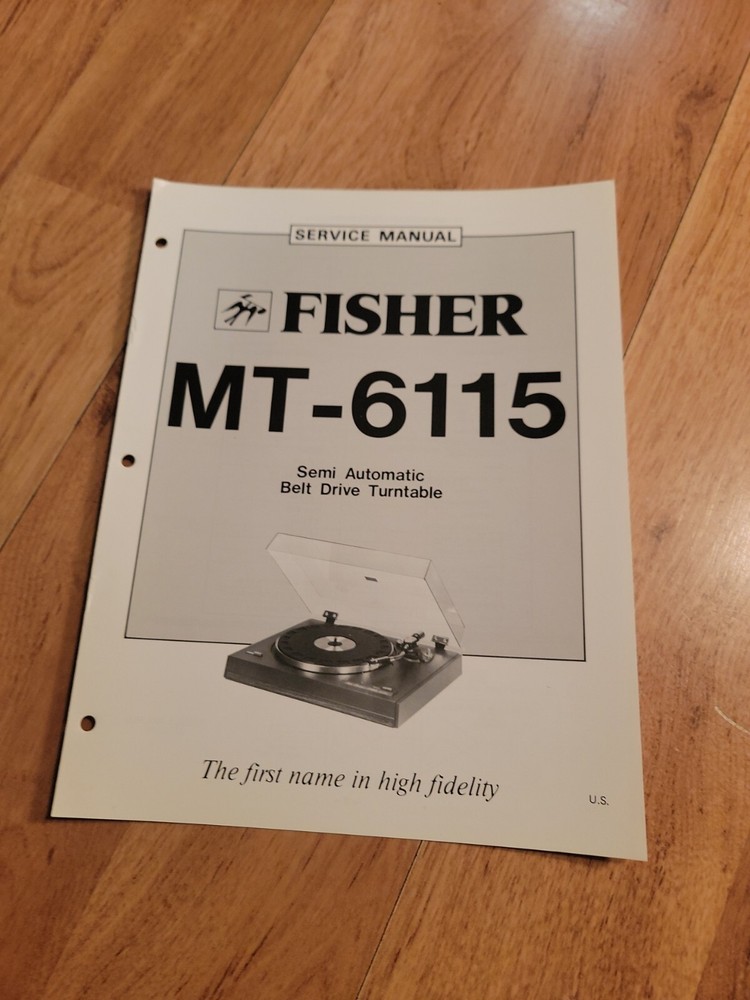 SERVICE MANUAL
FISHER
MT-6115
Semi Automatic
Belt Drive Turntable
The first name in high fidelity
U.S.